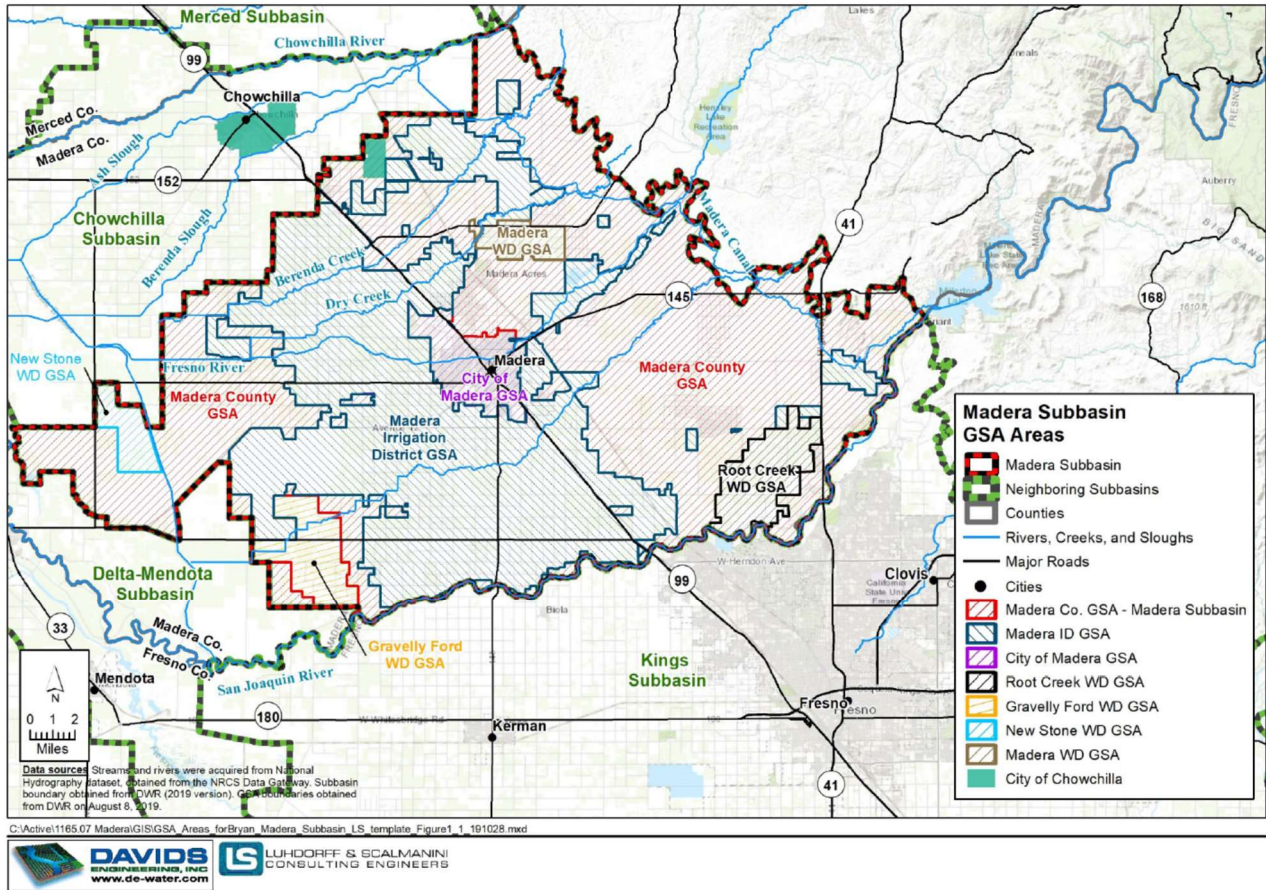 Merced Subbasin
Chowchilla River
99
Chowchilla
Merced Co.
Madera Co.
Ash Slough
152
Chowchilla
Subbasin
Berenda Slough
Berenda Creek
Dry Creek
Fresno River
Madera
WD GSA
Madera Acres
Hensley
Lake
Recreation
Area
Lakes
Madera Canal
41
145
168
Auberry
FRESNO
MADERA
New Stone
WD GSA
Madera County
GSA
Madera
City of
Madera GSA
Madera County
GSA
Madera
Irrigation
District GSA
Root Creek
WD GSA
Delta-Mendota
Subbasin
33
Madera Co.
Fresno Co.
Mendota
San Joaquin River
Gravelly Ford
WD GSA
180
W Whitesbridge Rd
Kerman
Biola
Kings
Subbasin
99
W Herndon Ave
Clovis
California
State Univ
Fresno
Fresno
Fresno
41
N
0 1 2
Miles
Data sources Streams and rivers were acquired from National
Hydrography dataset, obtained from the NRCS Data Gateway. Subbasin
boundary obtained from DWR (2019 version). GSA boundaries obtained
from DWR on August 8, 2019.
Madera Subbasin
GSA Areas
Madera Subbasin
Neighboring Subbasins
Counties
Rivers, Creeks, and Sloughs
Major Roads
Cities
Madera Co. GSA - Madera Subbasin
Madera ID GSA
City of Madera GSA
Root Creek WD GSA
Gravelly Ford WD GSA
New Stone WD GSA
Madera WD GSA
City of Chowchilla
C:\Active\1165.07 Madera\GIS\GSA_Areas_forBryan_Madera_Subbasin_LS_template_Figure1_1_191028.mxd
DAVIDS
ENGINEERING, INC
www.de-water.com
LS
LUHDORFF & SCALMANINI
CONSULTING ENGINEERS